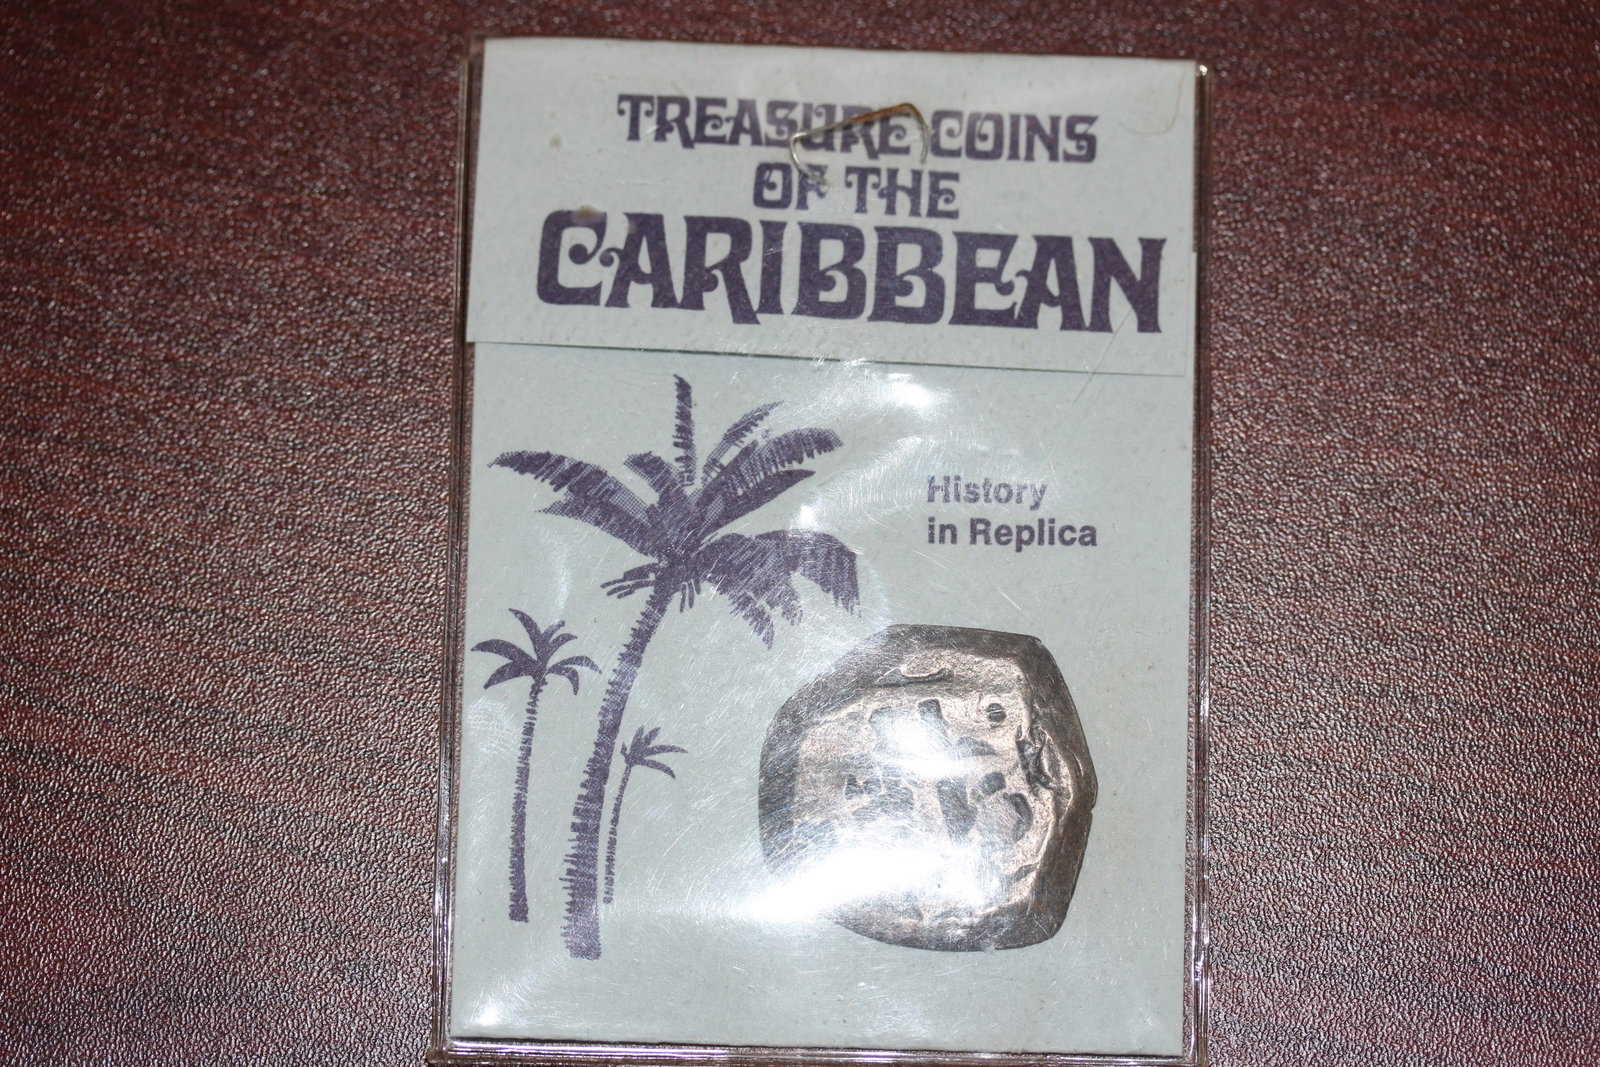 TREASURE COINS
OF THE
CARIBBEAN
History
in Replica